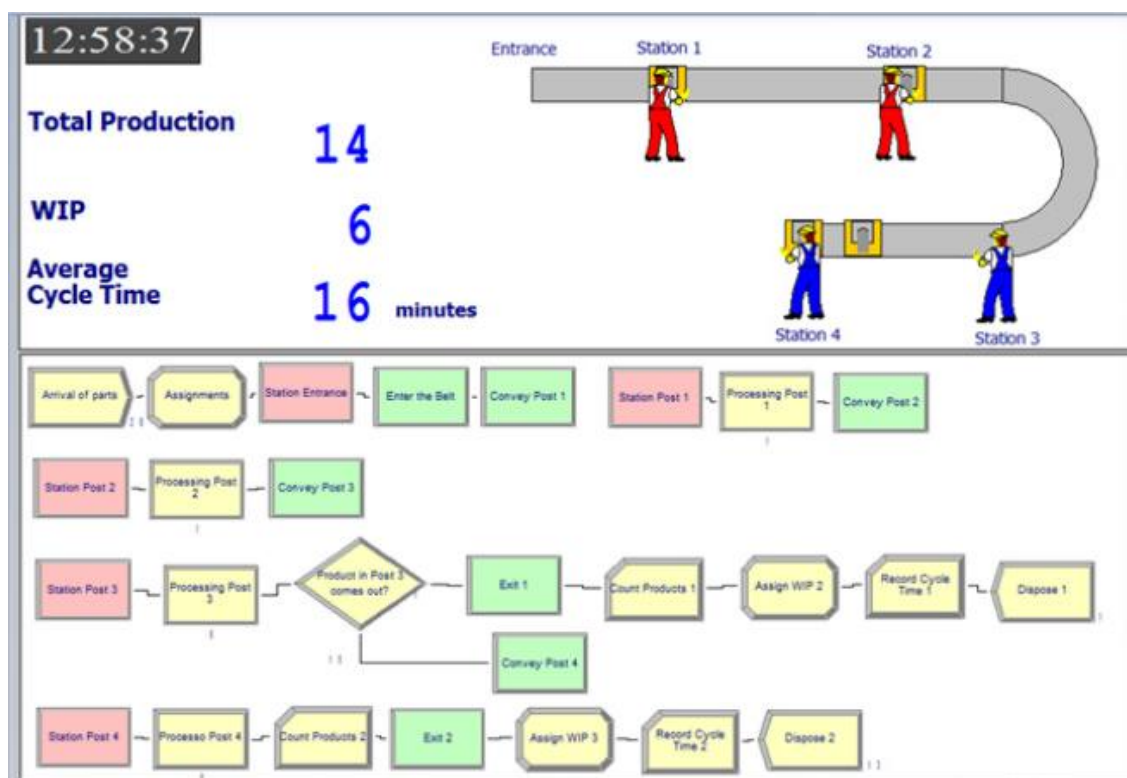 12:58:37
Entrance
Station 1
Station 2
Total Production
14
WIP
6
Average
Cycle Time
16 minutes
Station 4
Station 3
Arrival of parts
Assignments
Station Entrance
Enter the Belt
Convey Post 1
Station Post 1
Processing Post
1
Convey Post 2
Station Post 2
Processing Post
2
Convey Post 3
Station Post 3
Processing Post
3
Product in Post 3
comes out?
Exit 1
Count Products 1
Assign WIP 2
Record Cycle
Time 1
Dispose 1
Convey Post 4
Station Post 4
Processo Post 4
Count Products 2
Exit 2
Assign WIP 3
Record Cycle
Time 2
Dispose 2